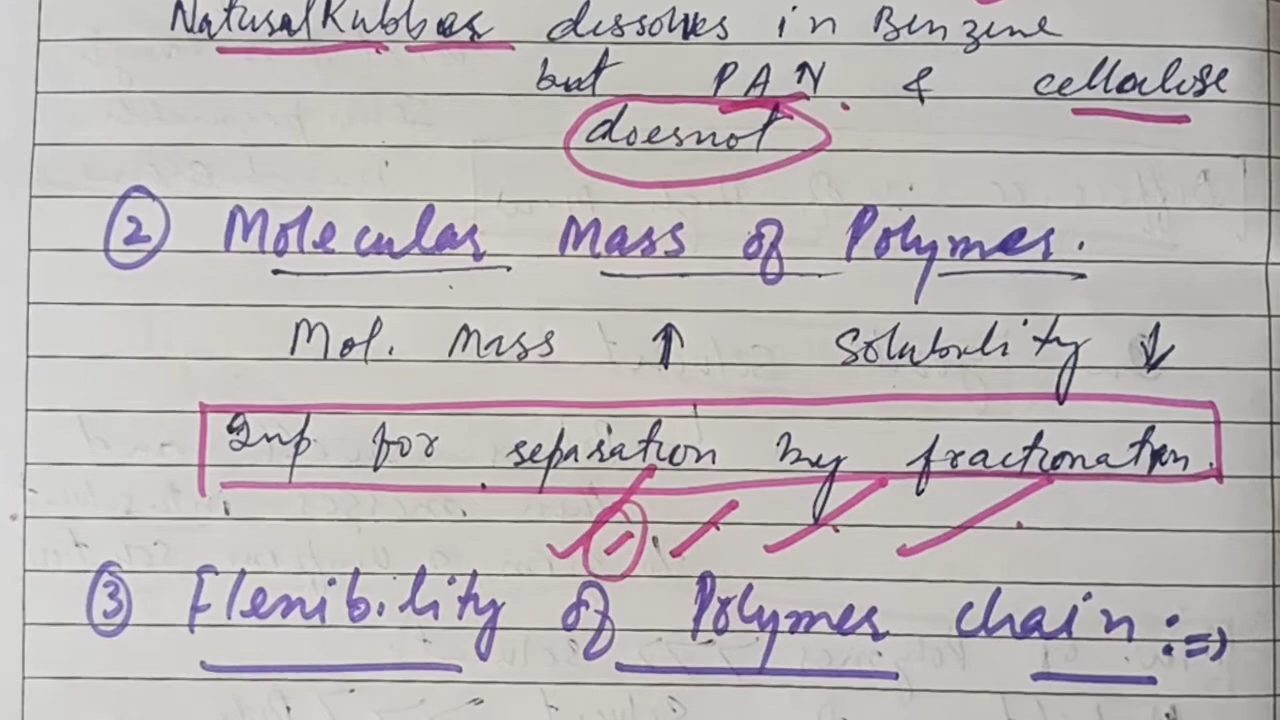 Natural Rubber dissolves in Benzene
but PAN & cellulose
doesnot
② Molecular Mass of Polymer.
Mol. Mass ↑ Solubility ↓
Imp. for separation by fractionation.
③ Flexibility of Polymer chain :=>